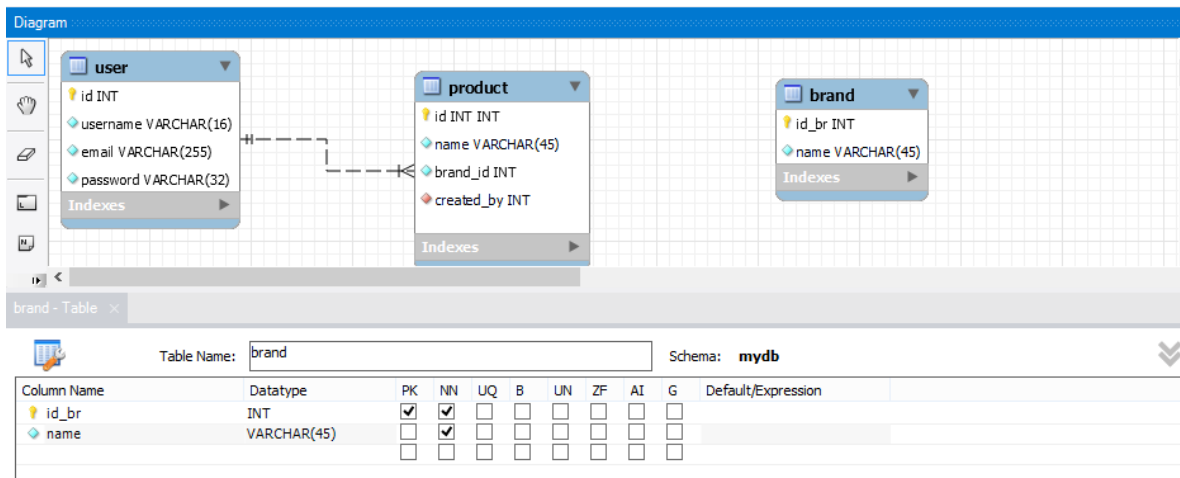 Diagram
user
id INT
username VARCHAR(16)
email VARCHAR(255)
password VARCHAR(32)
Indexes
product
id INT INT
name VARCHAR(45)
brand_id INT
created_by INT
Indexes
brand
id_br INT
name VARCHAR(45)
Indexes
brand - Table
Table Name: brand Schema: mydb
Column Name Datatype PK NN UQ B UN ZF AI G Default/Expression
id_br INT
name VARCHAR(45)